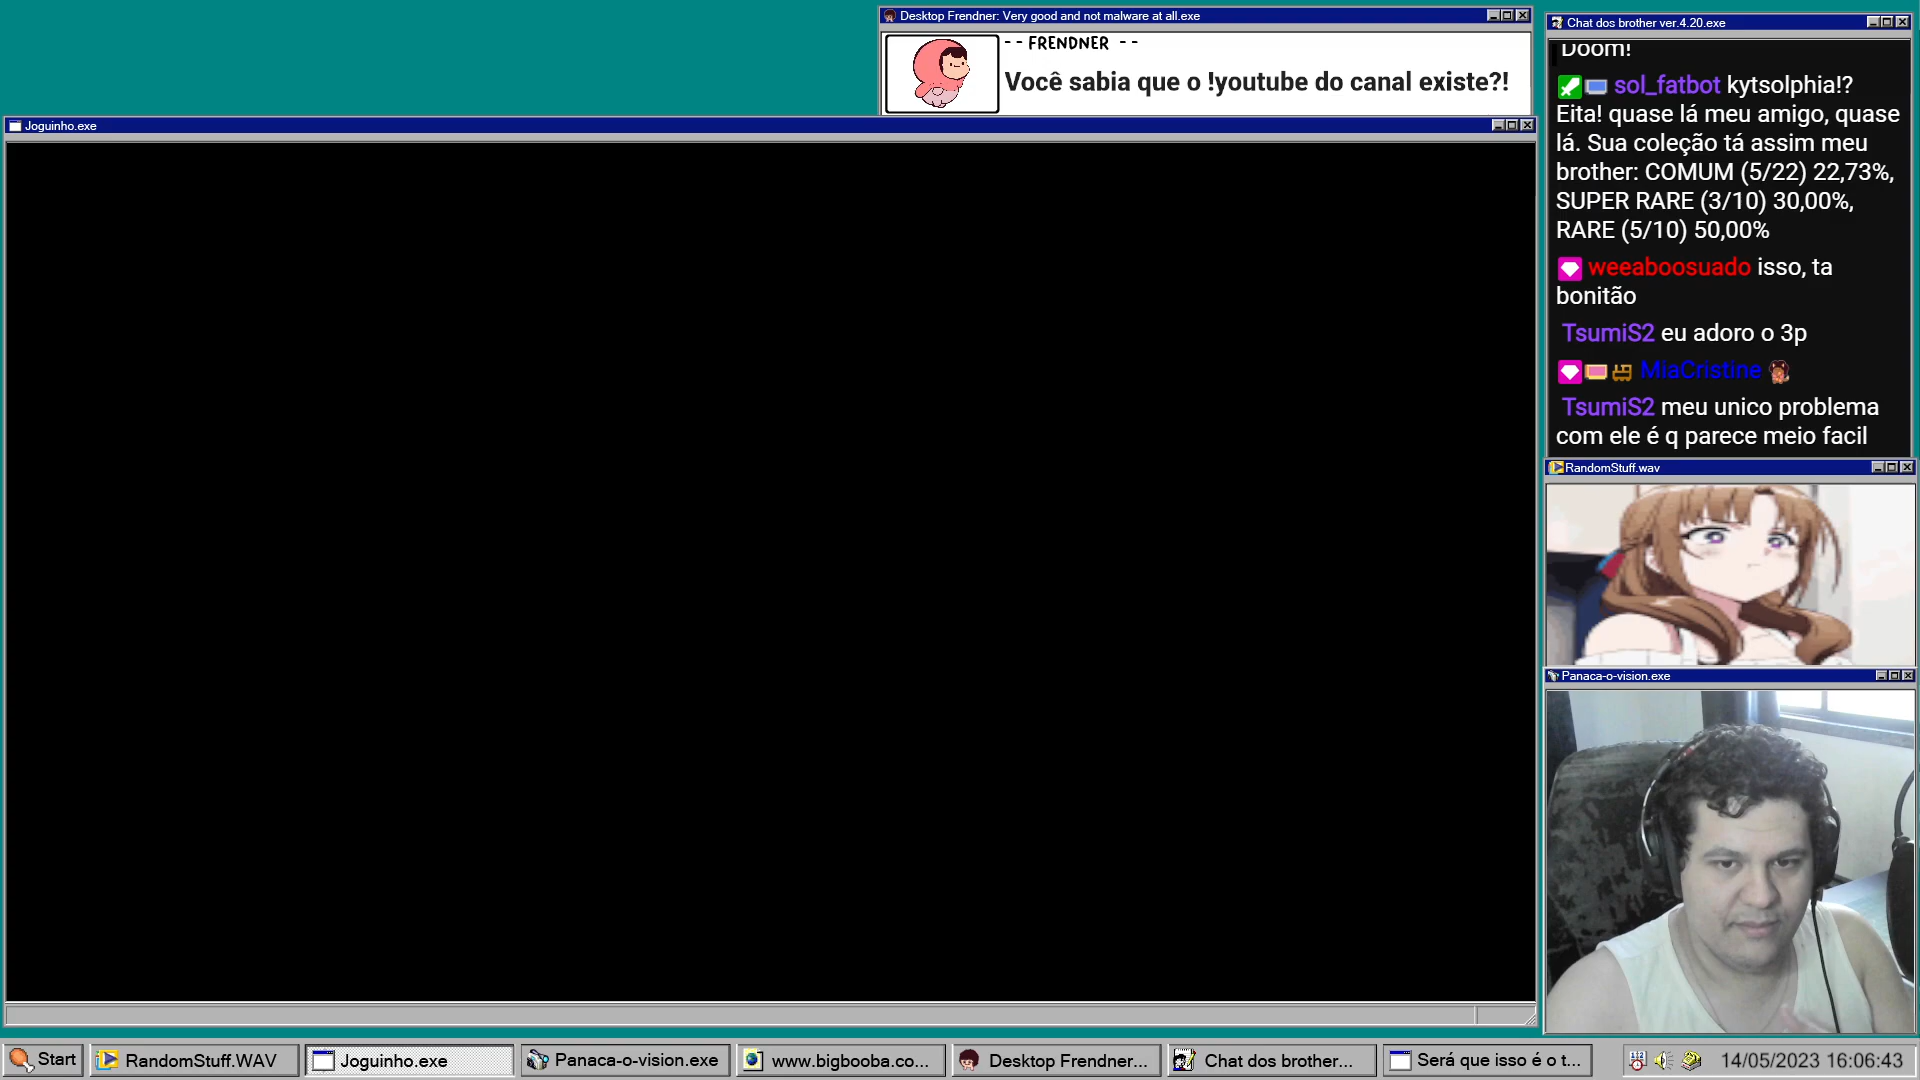 Desktop Frendner: Very good and not malware at all.exe
-- FRENDNER --
Você sabia que o !youtube do canal existe?!
Joguinho.exe
Chat dos brother ver.4.20.exe
Doom!
sol_fatbot kytsolphia!?
Eita! quase lá meu amigo, quase
lá. Sua coleção tá assim meu
brother: COMUM (5/22) 22,73%,
SUPER RARE (3/10) 30,00%,
RARE (5/10) 50,00%
weeaboosuado isso, ta
bonitão
TsumiS2 eu adoro o 3p
MiaCristine
TsumiS2 meu unico problema
com ele é q parece meio facil
RandomStuff.wav
Panaca-o-vision.exe
Start
RandomStuff.WAV
Joguinho.exe
Panaca-o-vision.exe
www.bigbooba.co...
Desktop Frendner...
Chat dos brother...
Será que isso é o t...
14/05/2023 16:06:43